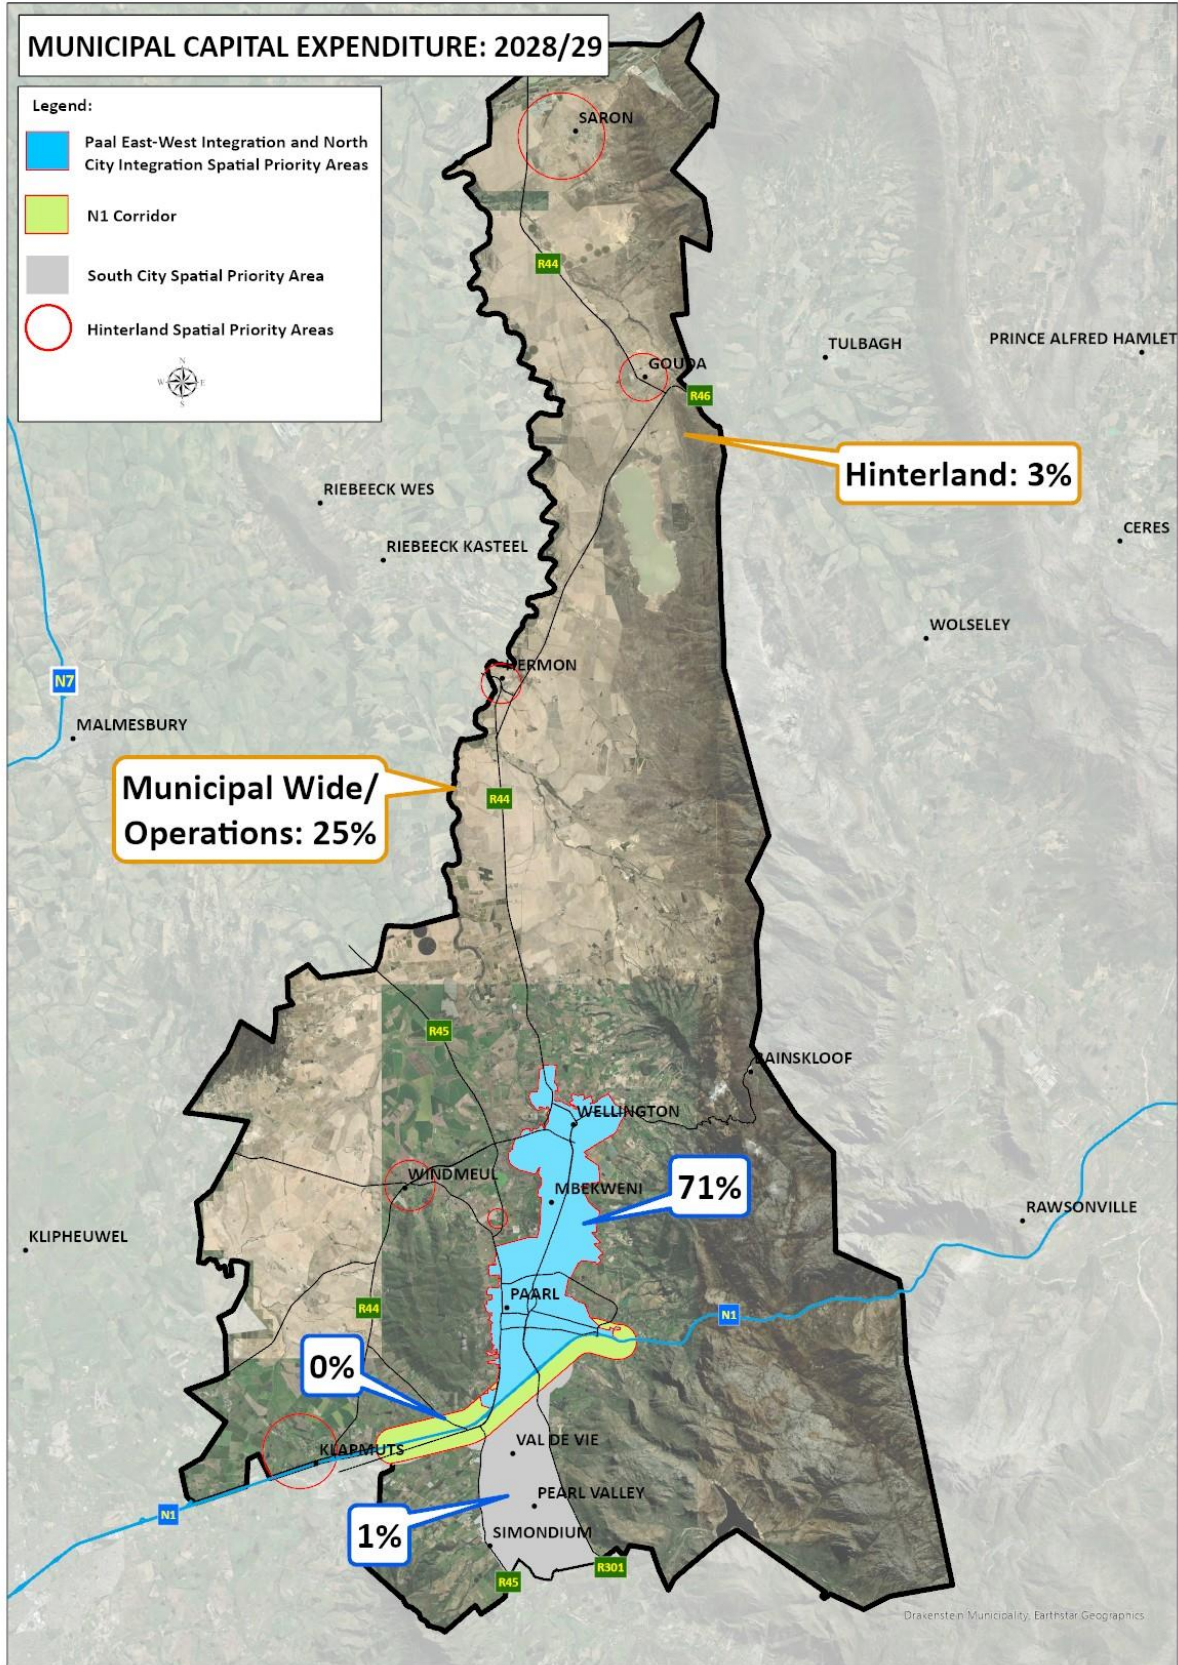 MUNICIPAL CAPITAL EXPENDITURE: 2028/29
Legend:
Paal East-West Integration and North
City Integration Spatial Priority Areas
N1 Corridor
South City Spatial Priority Area
Hinterland Spatial Priority Areas
N
W E
S
SARON
R44
GOUDA
TULBAGH
PRINCE ALFRED HAMLET
R46
Hinterland: 3%
RIEBEECK WES
RIEBEECK KASTEEL
CERES
WOLSELEY
HERMON
N7
MALMESBURY
Municipal Wide/
Operations: 25%
R44
R45
BAINSKLOOF
WELLINGTON
WINDMEUL
MBEKWENI
71%
RAWSONVILLE
KLIPHEUWEL
PAARL
R44
N1
0%
KLAPMUTS
VAL DE VIE
PEARL VALLEY
N1
1%
SIMONDIUM
R45
R301
Drakenstein Municipality, Earthstar Geographics